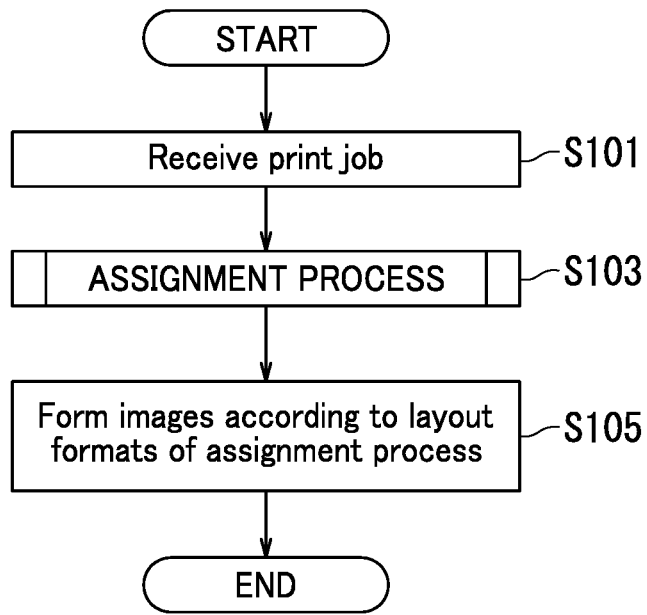 START
Receive print job
S101
ASSIGNMENT PROCESS
S103
Form images according to layout
formats of assignment process
S105
END